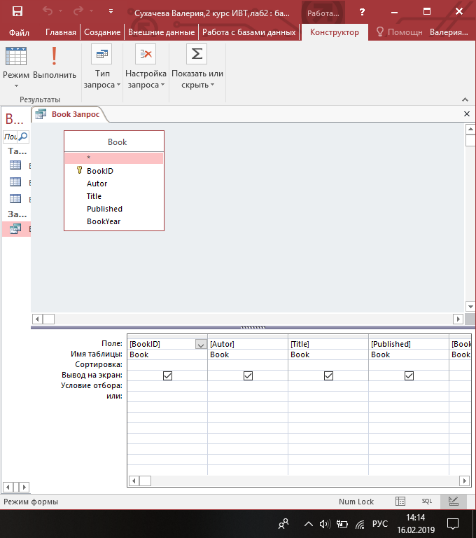 Сухачева Валерия,2 курс ИВТ,лаб2 : ба...
Работа...
Файл
Главная
Создание
Внешние данные
Работа с базами данных
Конструктор
Помощн
Валерия...
Режим
Выполнить
Тип запроса
Настройка запроса
Показать или скрыть
Результаты
В...
Book Запрос
Пои
Та...
За...
Book
*
BookID
Autor
Title
Published
BookYear
Поле: [BookID] [Autor] [Title] [Published] [Book
Имя таблицы: Book Book Book Book Book
Сортировка:
Вывод на экран:
Условие отбора:
или:
Режим формы
Num Lock
SQL
РУС
14:14
16.02.2019